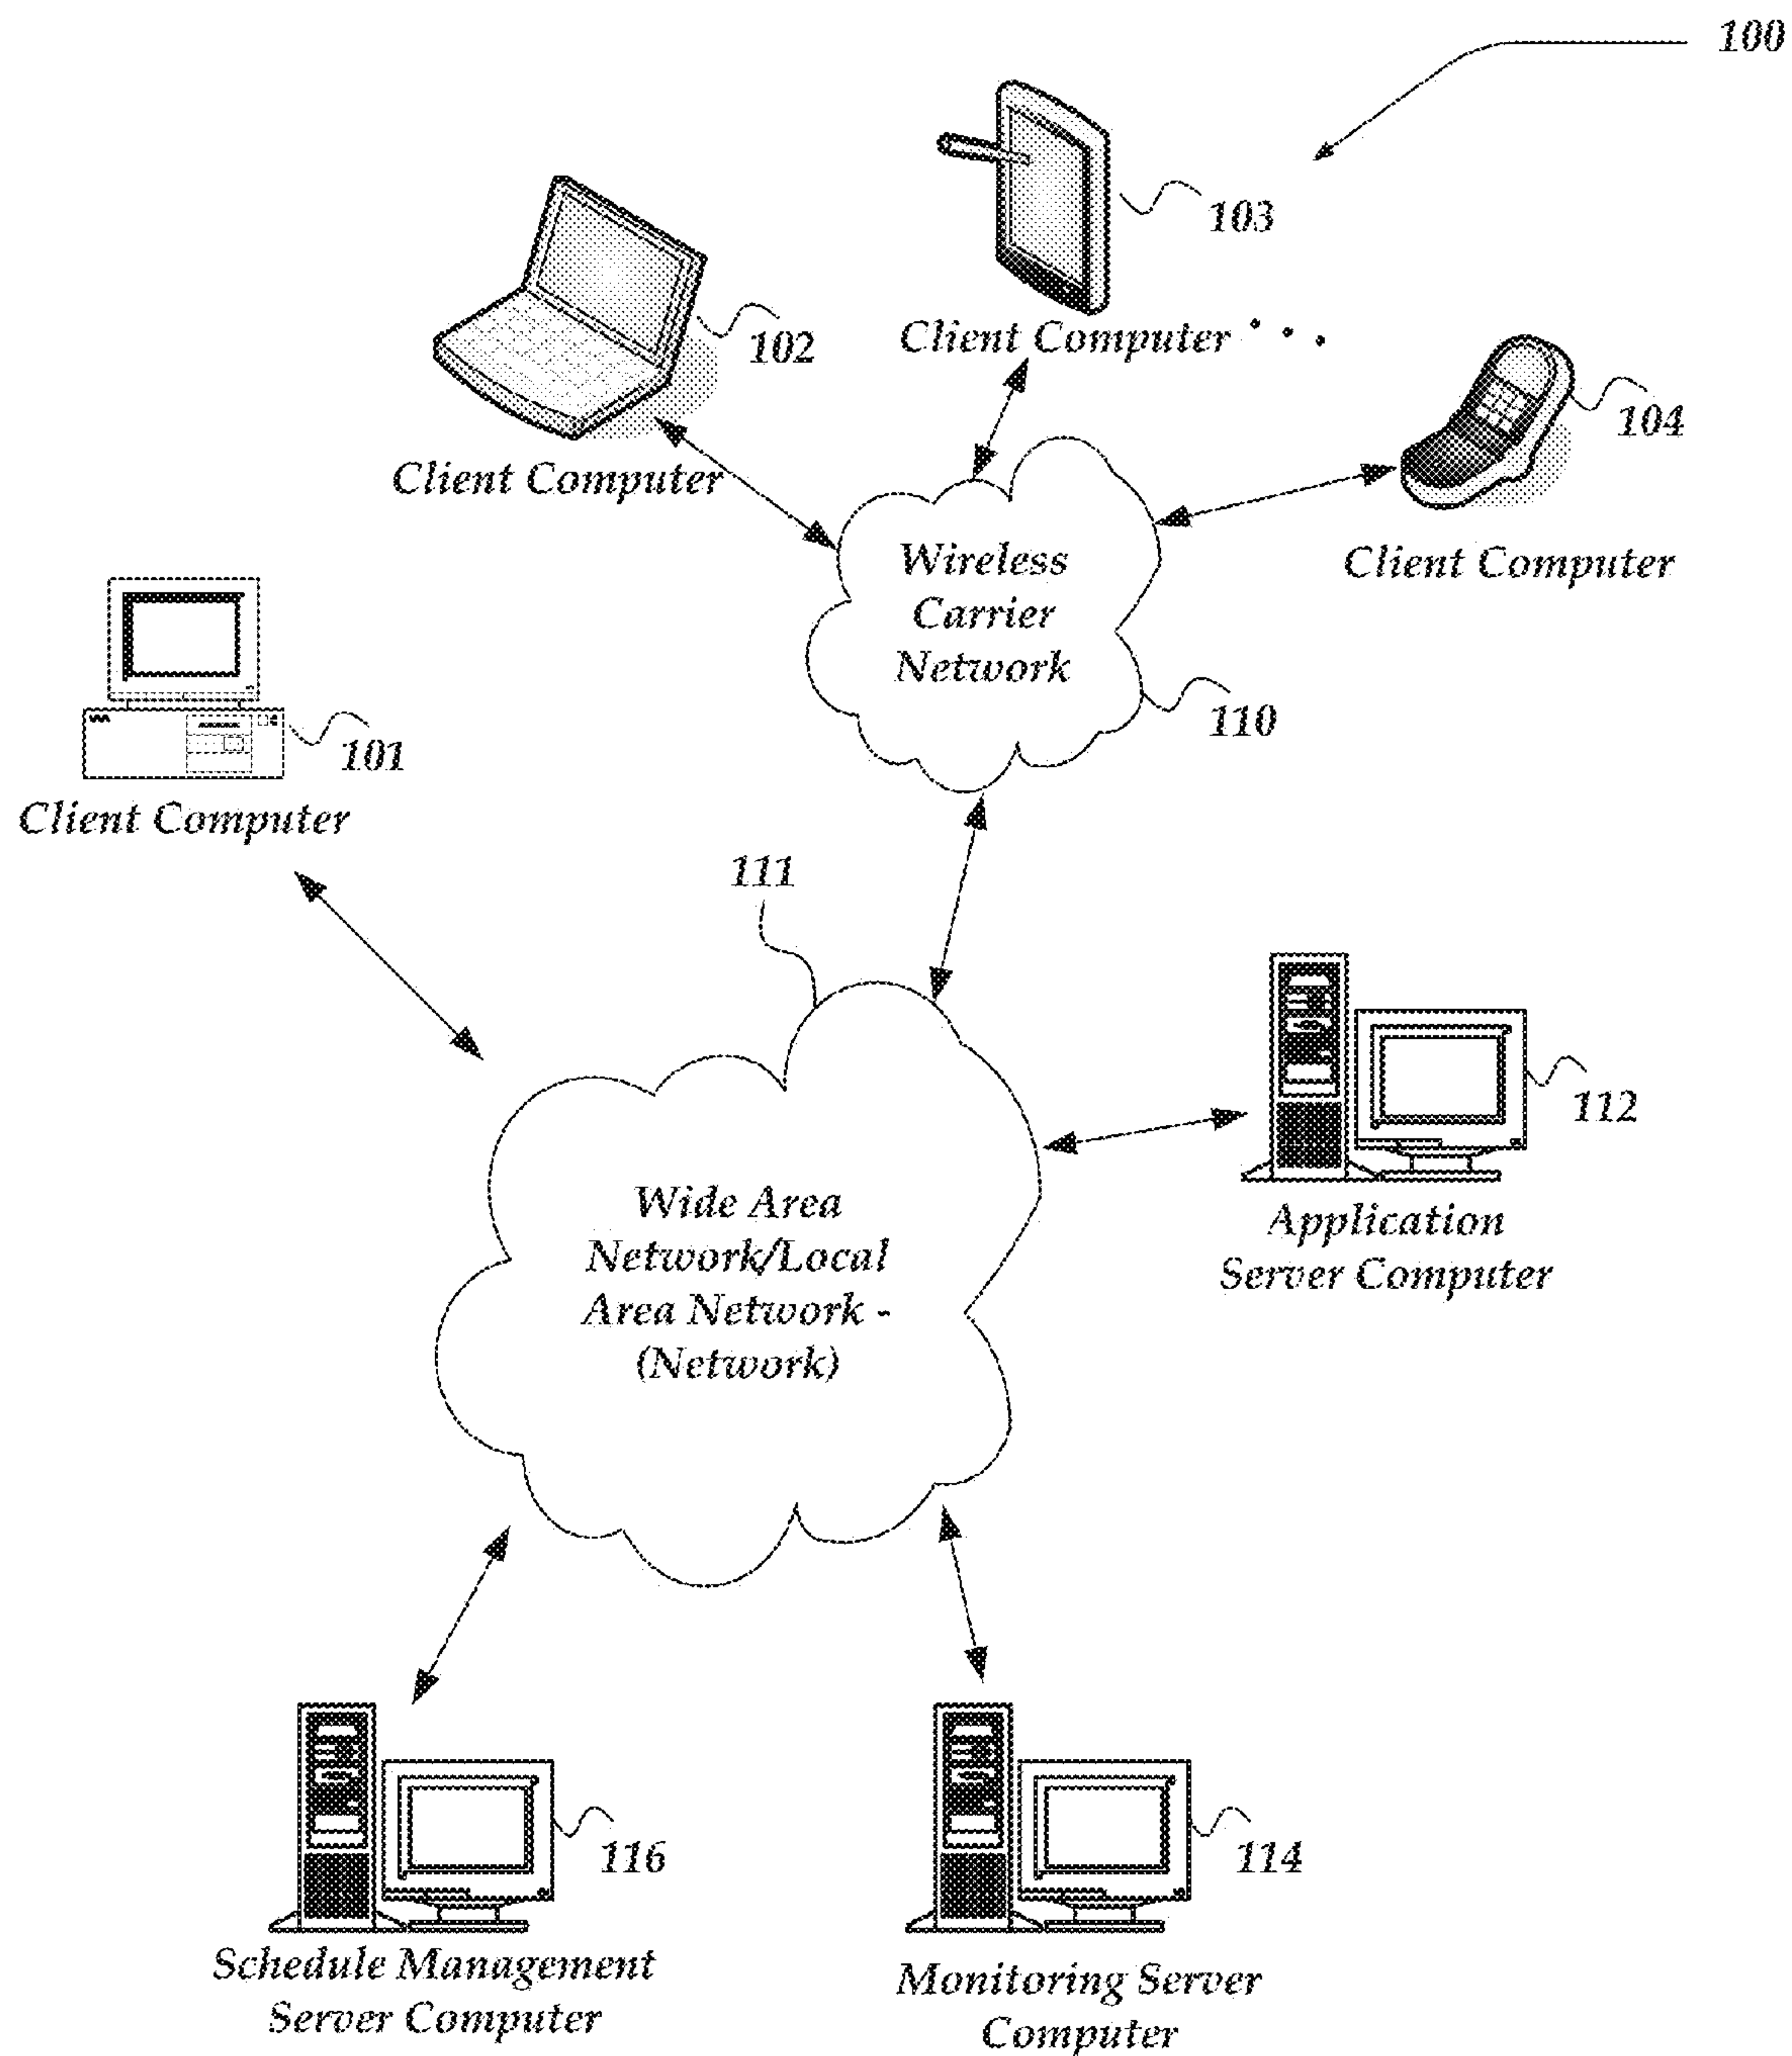 100
103
102
Client Computer . . .
104
Client Computer
Client Computer
Wireless
Carrier
Network
110
101
Client Computer
111
112
Wide Area
Network/Local
Area Network -
(Network)
Application
Server Computer
116
114
Schedule Management
Server Computer
Monitoring Server
Computer